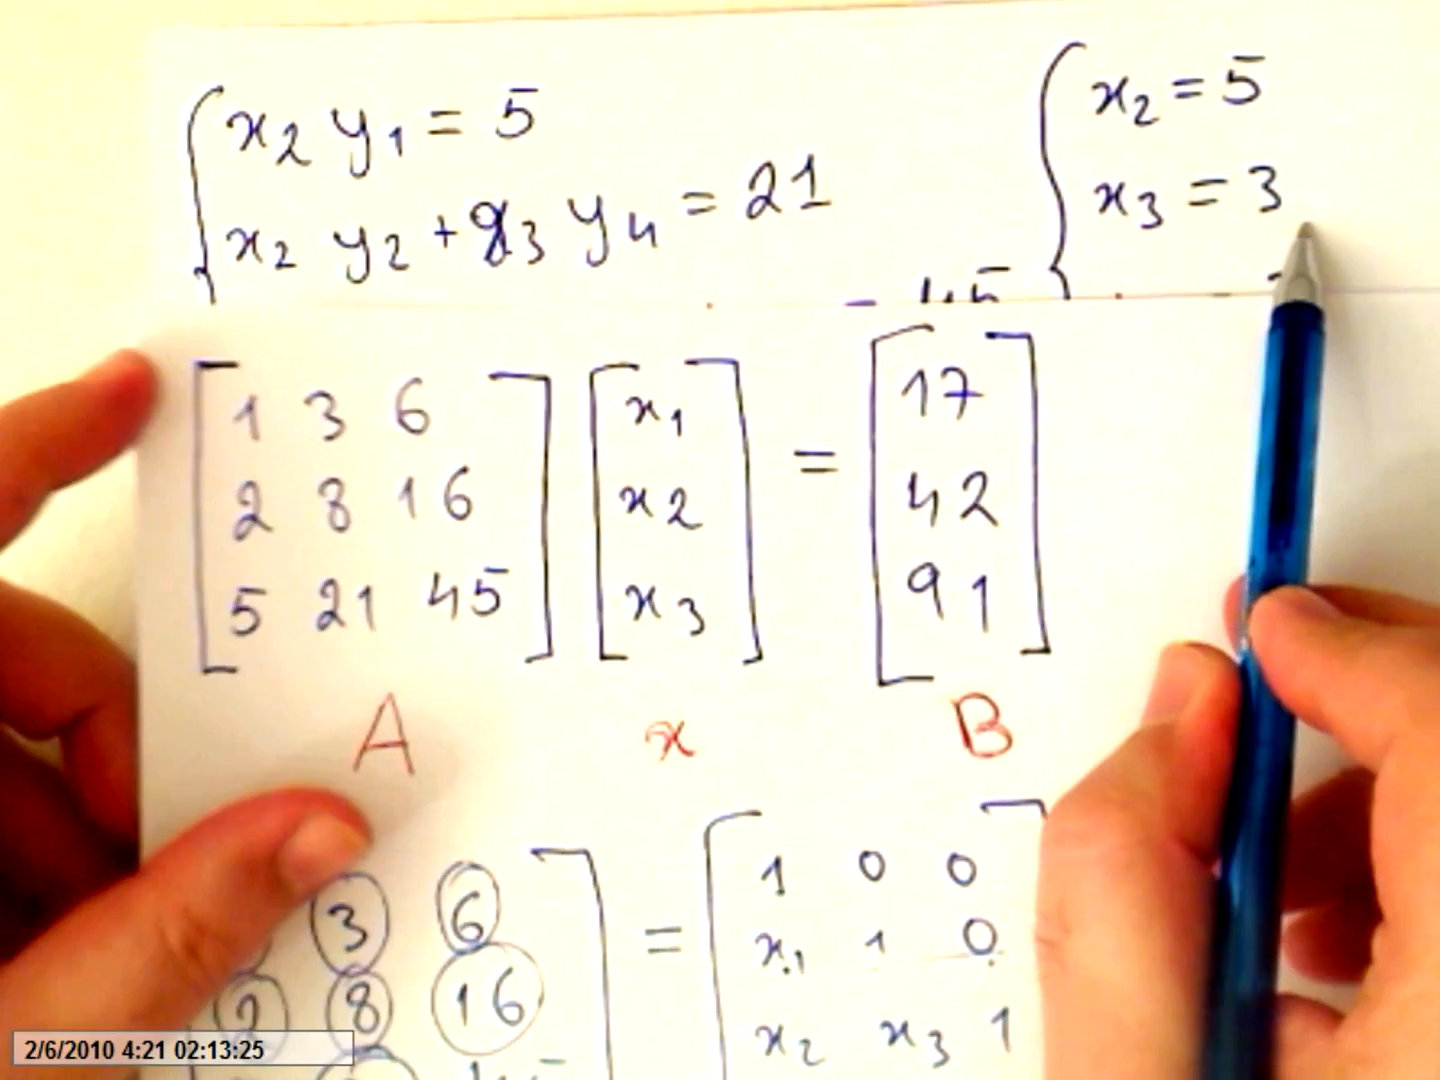 x2 y1 = 5
x2 y2 + x3 y4 = 21
x2 = 5
x3 = 3
1 3 6
2 8 16
5 21 45
x1
x2
x3
=
17
42
91
A x B
3 6
2 8 16
=
1 0 0
x1 1 0
x2 x3 1
2/6/2010 4:21 02:13:25